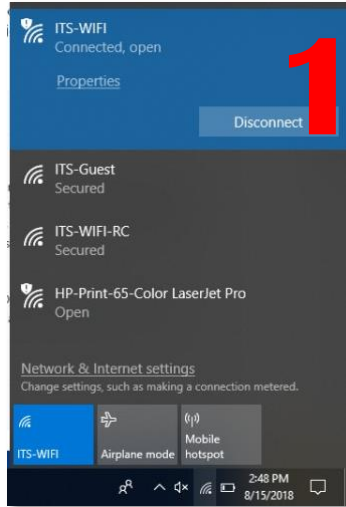 ITS-WIFI
Connected, open
Properties
1
Disconnect
ITS-Guest
Secured
ITS-WIFI-RC
Secured
HP-Print-65-Color LaserJet Pro
Open
Network & Internet settings
Change settings, such as making a connection metered.
ITS-WIFI
Airplane mode
Mobile
hotspot
2:48 PM
8/15/2018